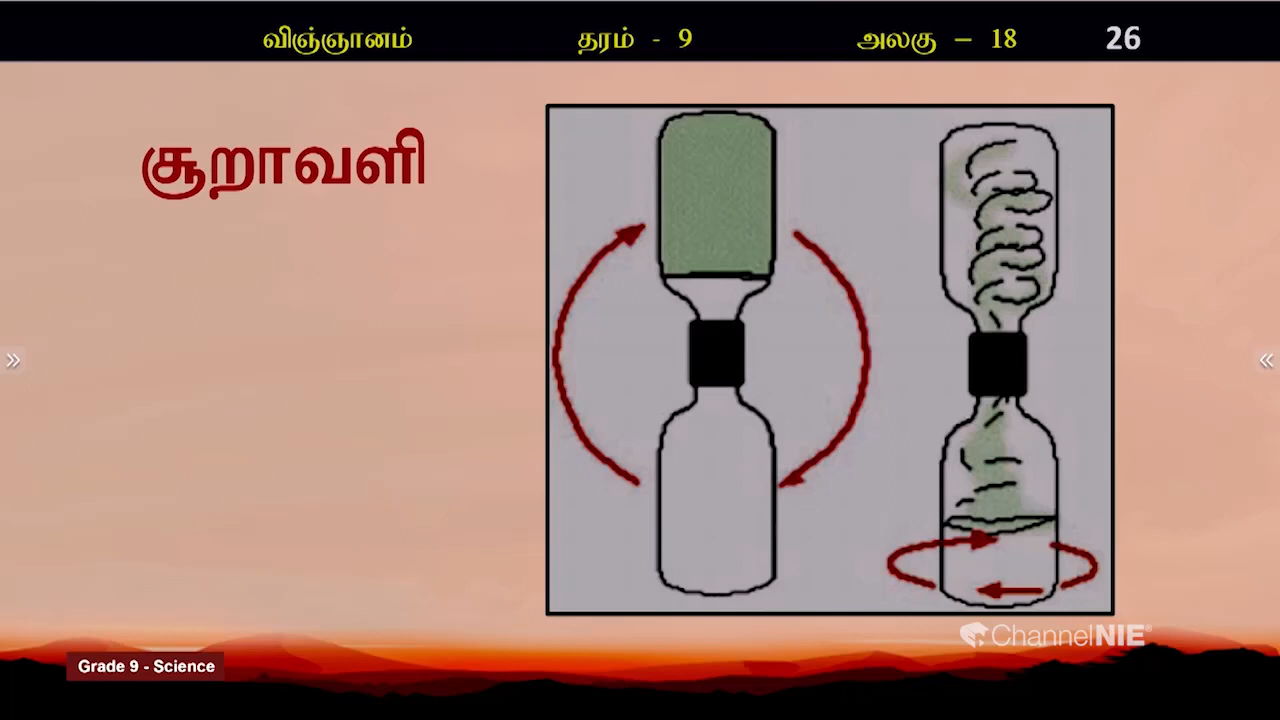 விஞ்ஞானம் தரம் - 9 அலகு – 18 26
சூறாவளி
ChannelNIE®
Grade 9 - Science